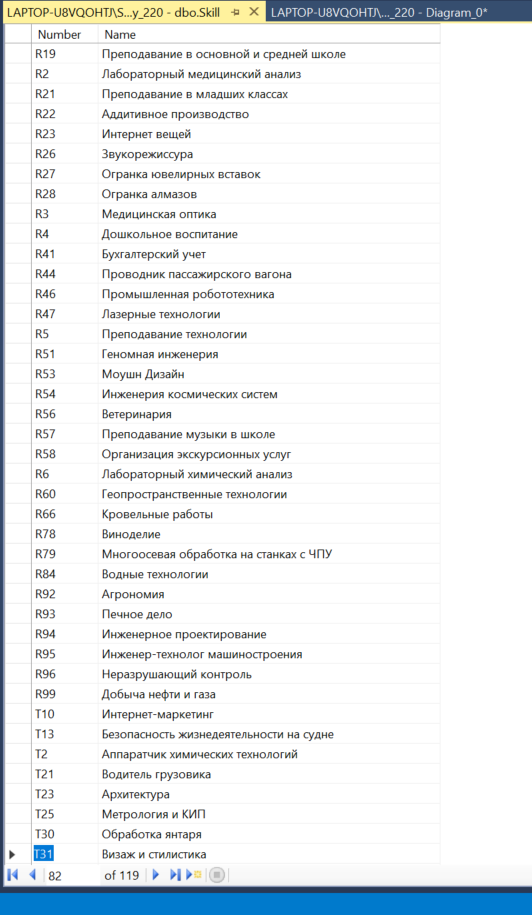 LAPTOP-U8VQOHTJ\S...y_220 - dbo.Skill LAPTOP-U8VQOHTJ\..._220 - Diagram_0*
Number Name
R19 Преподавание в основной и средней школе
R2 Лабораторный медицинский анализ
R21 Преподавание в младших классах
R22 Аддитивное производство
R23 Интернет вещей
R26 Звукорежиссура
R27 Огранка ювелирных вставок
R28 Огранка алмазов
R3 Медицинская оптика
R4 Дошкольное воспитание
R41 Бухгалтерский учет
R44 Проводник пассажирского вагона
R46 Промышленная робототехника
R47 Лазерные технологии
R5 Преподавание технологии
R51 Геномная инженерия
R53 Моушн Дизайн
R54 Инженерия космических систем
R56 Ветеринария
R57 Преподавание музыки в школе
R58 Организация экскурсионных услуг
R6 Лабораторный химический анализ
R60 Геопространственные технологии
R66 Кровельные работы
R78 Виноделие
R79 Многоосевая обработка на станках с ЧПУ
R84 Водные технологии
R92 Агрономия
R93 Печное дело
R94 Инженерное проектирование
R95 Инженер-технолог машиностроения
R96 Неразрушающий контроль
R99 Добыча нефти и газа
T10 Интернет-маркетинг
T13 Безопасность жизнедеятельности на судне
T2 Аппаратчик химических технологий
T21 Водитель грузовика
T23 Архитектура
T25 Метрология и КИП
T30 Обработка янтаря
T31 Визаж и стилистика
82 of 119